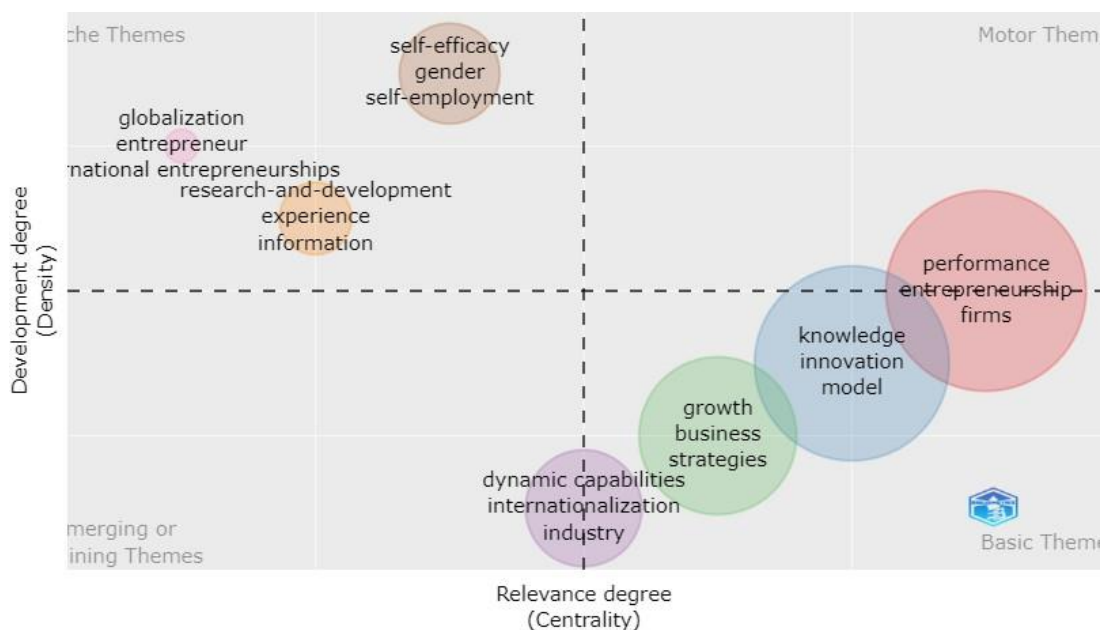 che Themes
Motor Them
self-efficacy
gender
self-employment
globalization
entrepreneur
rnational entrepreneurships
research-and-development
experience
information
performance
entrepreneurship
firms
knowledge
innovation
model
growth
business
strategies
dynamic capabilities
internationalization
industry
merging or
ining Themes
Basic Theme
Development degree
(Density)
Relevance degree
(Centrality)